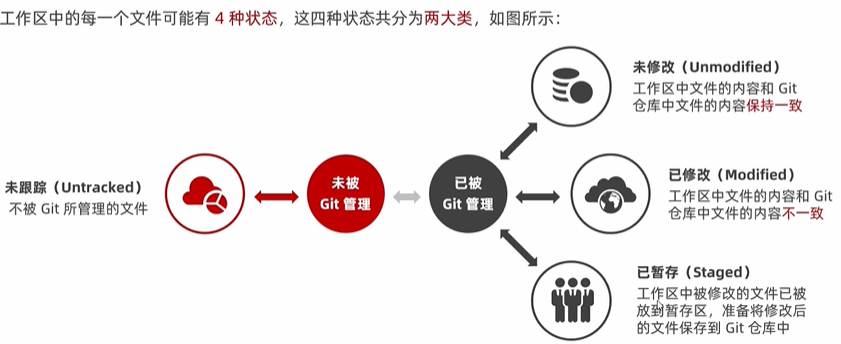 工作区中的每一个文件可能有 4 种状态，这四种状态共分为两大类，如图所示：
未修改（Unmodified）
工作区中文件的内容和 Git
仓库中文件的内容保持一致
未跟踪（Untracked）
不被 Git 所管理的文件
未被
Git 管理
已被
Git 管理
已修改（Modified）
工作区中文件的内容和 Git
仓库中文件的内容不一致
已暂存（Staged）
工作区中被修改的文件已被
放到暂存区，准备将修改后
的文件保存到 Git 仓库中